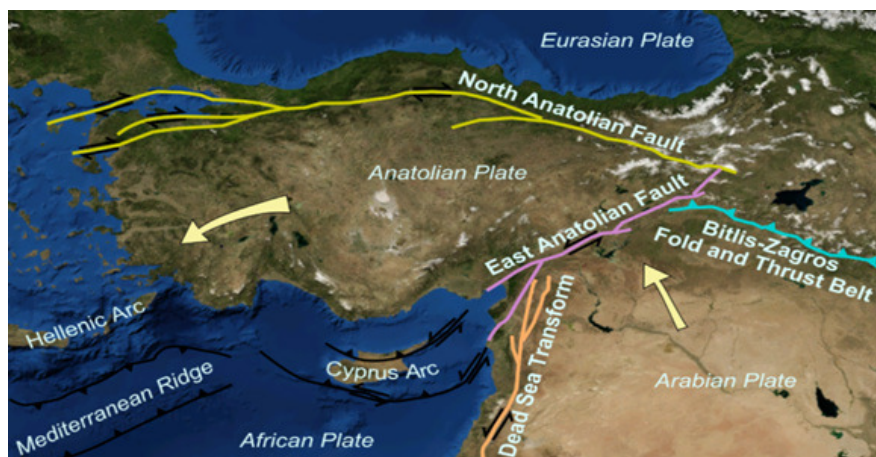 Eurasian Plate
North Anatolian Fault
Anatolian Plate
East Anatolian Fault
Bitlis-Zagros
Fold and Thrust Belt
Hellenic Arc
Cyprus Arc
Dead Sea Transform
Arabian Plate
Mediterranean Ridge
African Plate